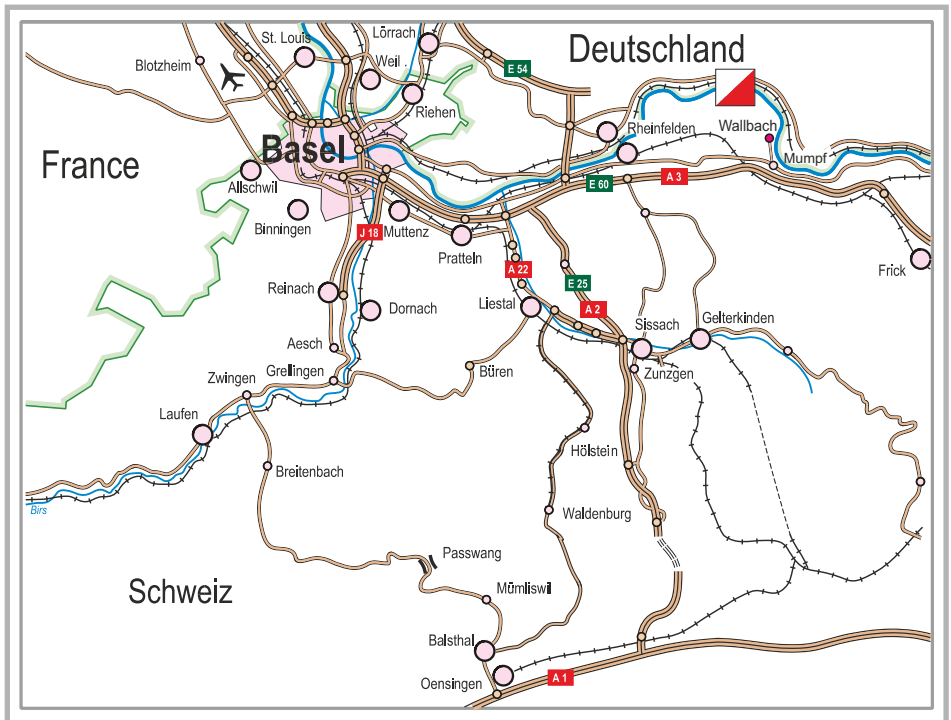 St. Louis
Lörrach
Deutschland
Blotzheim
Weil
E 54
Riehen
Rheinfelden
Wallbach
Basel
France
Mumpf
Allschwil
E 60
A 3
Binningen
J 18
Muttenz
Pratteln
A 22
Frick
E 25
Reinach
Dornach
Liestal
A 2
Sissach
Gelterkinden
Aesch
Grellingen
Büren
Zunzgen
Zwingen
Laufen
Hölstein
Breitenbach
Birs
Waldenburg
Passwang
Schweiz
Mümliswil
Balsthal
Oensingen
A 1